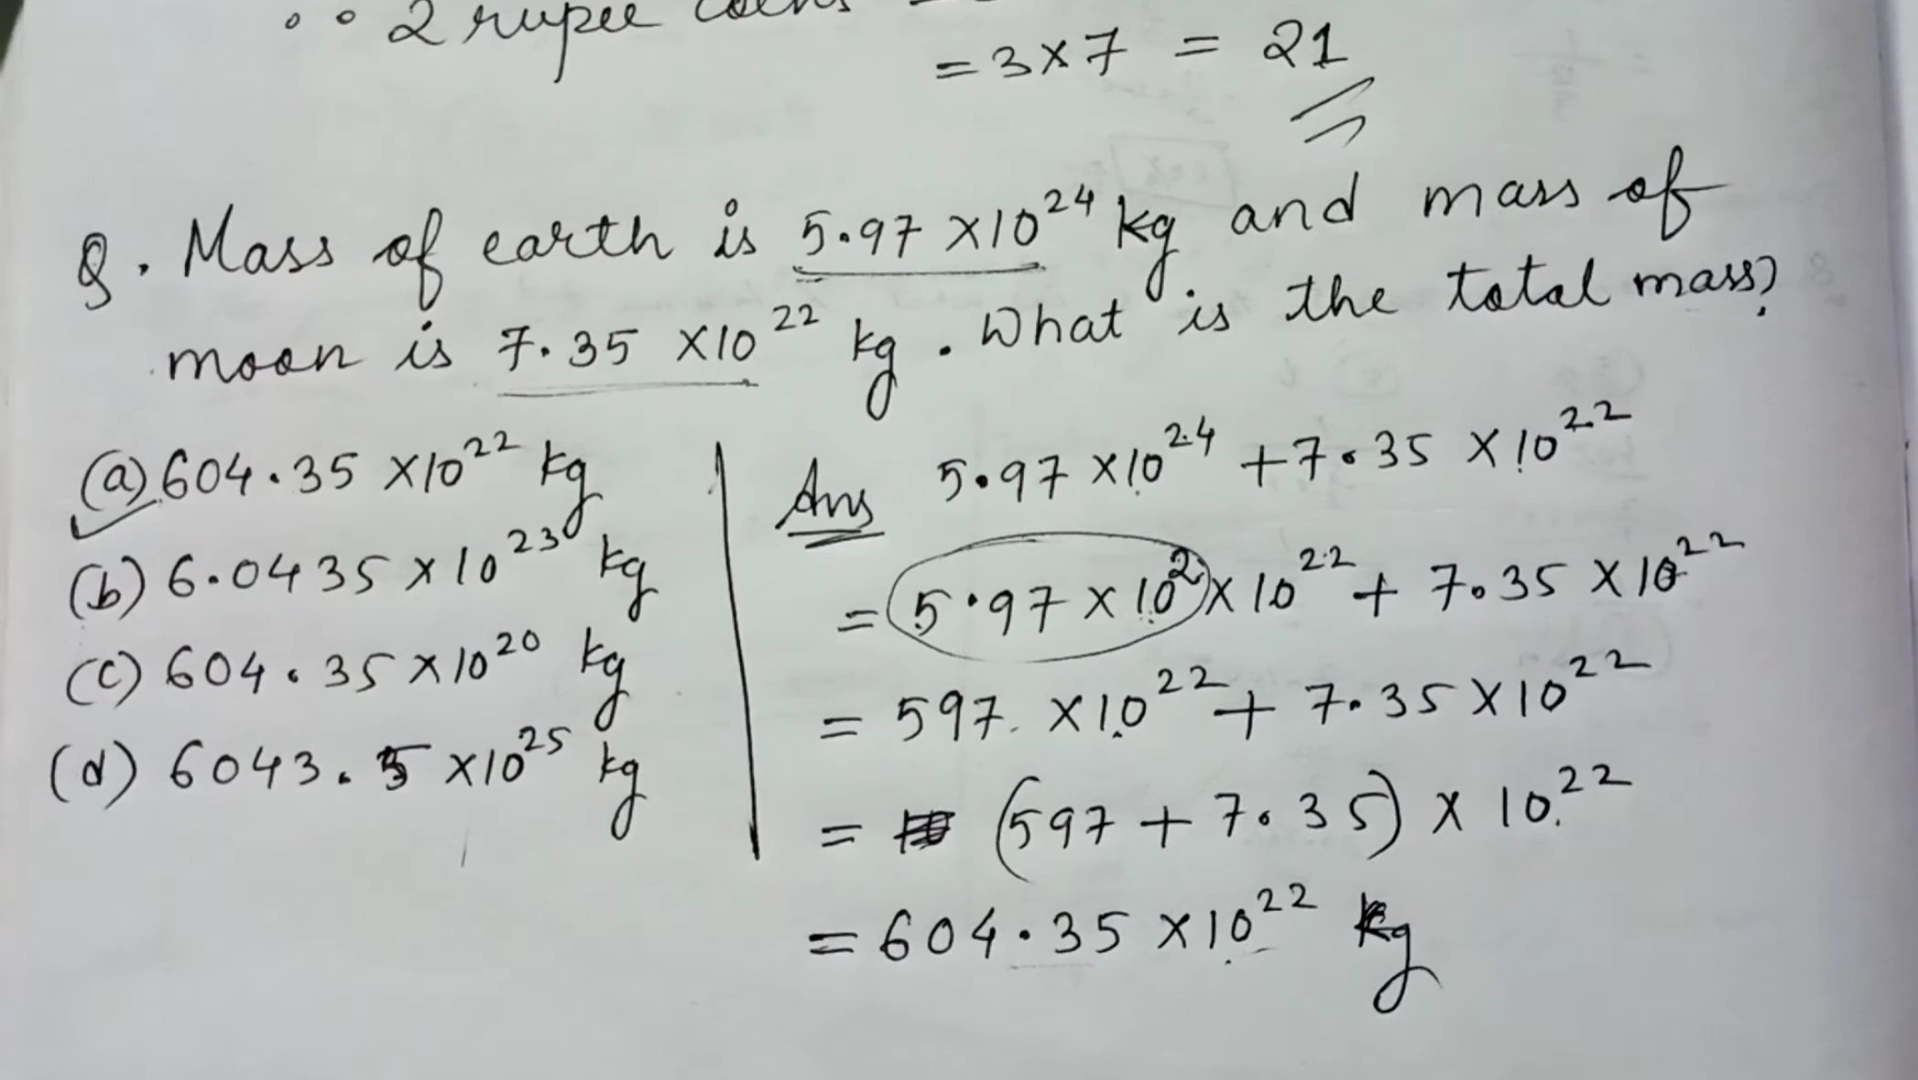 ∘∘ 2 rupee coins =
= 3 × 7 = 21
Q. Mass of earth is 5.97 ×10²⁴ kg and mass of
moon is 7.35 ×10²² kg. What is the total mass?
(a) 604.35 ×10²² kg
(b) 6.0435 × 10²³ kg
(c) 604.35 × 10²⁰ kg
(d) 6043.5 ×10²⁵ kg
Ans 5.97 ×10²⁴ + 7.35 ×10²²
= 5.97 × 10² × 10²² + 7.35 × 10²²
= 597. ×10²² + 7.35 ×10²²
= (597 + 7.35) × 10²²
= 604.35 ×10²² kg